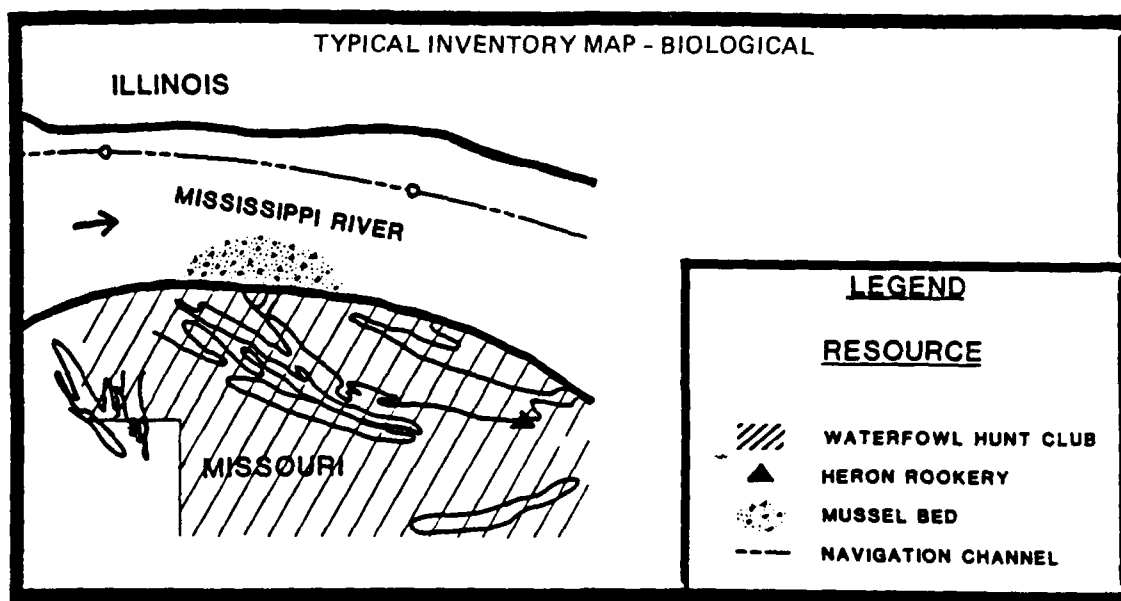 TYPICAL INVENTORY MAP - BIOLOGICAL
ILLINOIS
MISSISSIPPI RIVER
MISSOURI
LEGEND
RESOURCE
WATERFOWL HUNT CLUB
HERON ROOKERY
MUSSEL BED
NAVIGATION CHANNEL